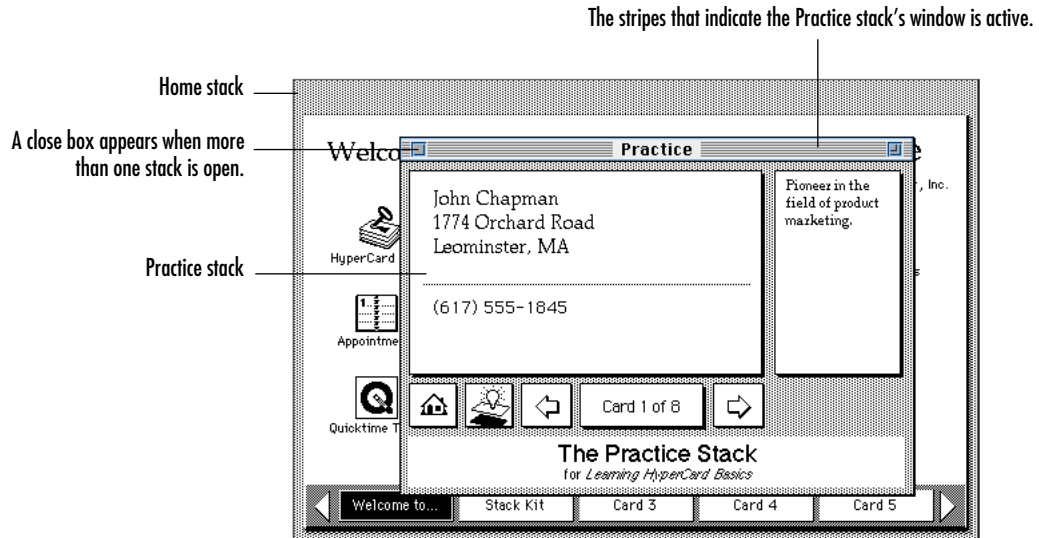 The stripes that indicate the Practice stack's window is active.
Home stack
A close box appears when more
than one stack is open.
Practice stack
Welco
Practice
, Inc.
John Chapman
1774 Orchard Road
Leominster, MA
(617) 555-1845
Pioneer in the
field of product
marketing.
HyperCard
1.
Appointme
Quicktime T
Card 1 of 8
The Practice Stack
for Learning HyperCard Basics
Welcome to...
Stack Kit
Card 3
Card 4
Card 5